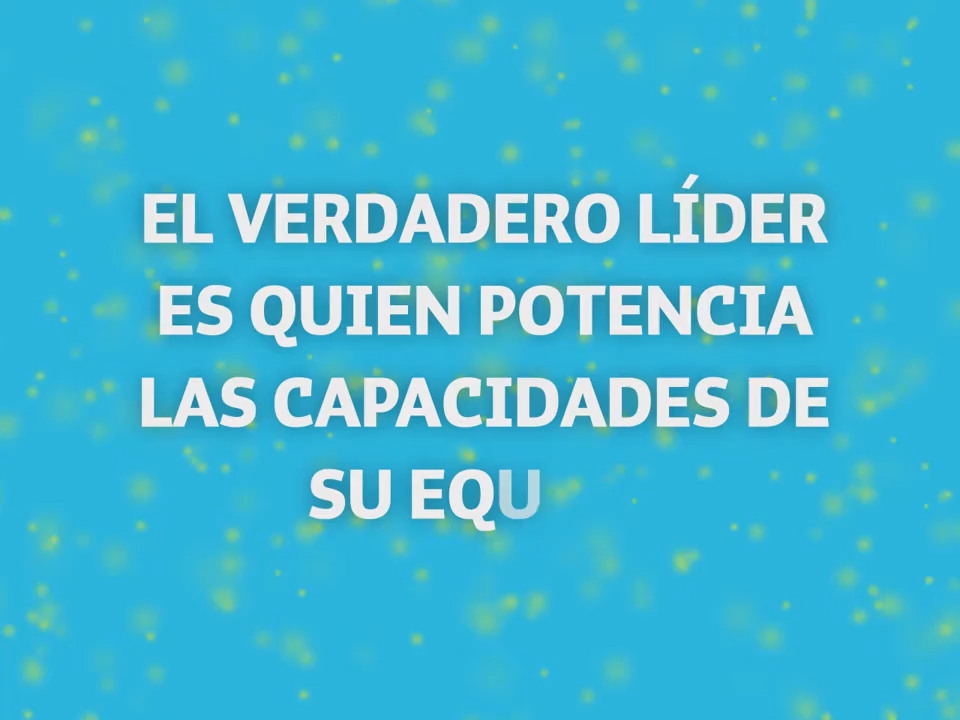 EL VERDADERO LÍDER
ES QUIEN POTENCIA
LAS CAPACIDADES DE
SU EQU